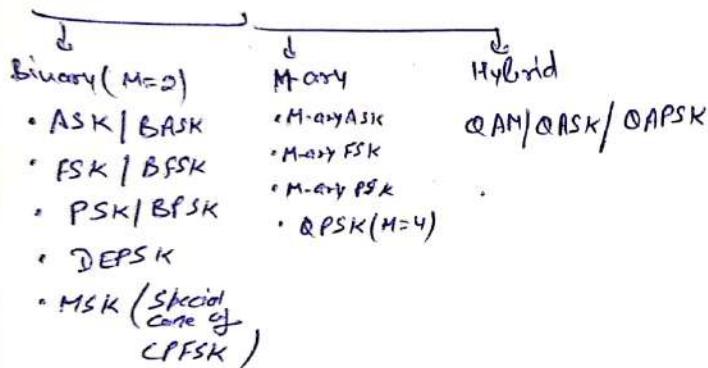 Binary (M=2)
• ASK / BASK
• FSK / BFSK
• PSK / BPSK
• DEPSK
• MSK (Special
case of
CPFSK)
M-ary
• M-ary ASK
• M-ary FSK
• M-ary PSK
• QPSK (M=4)
Hybrid
QAM/QASK/QAPSK